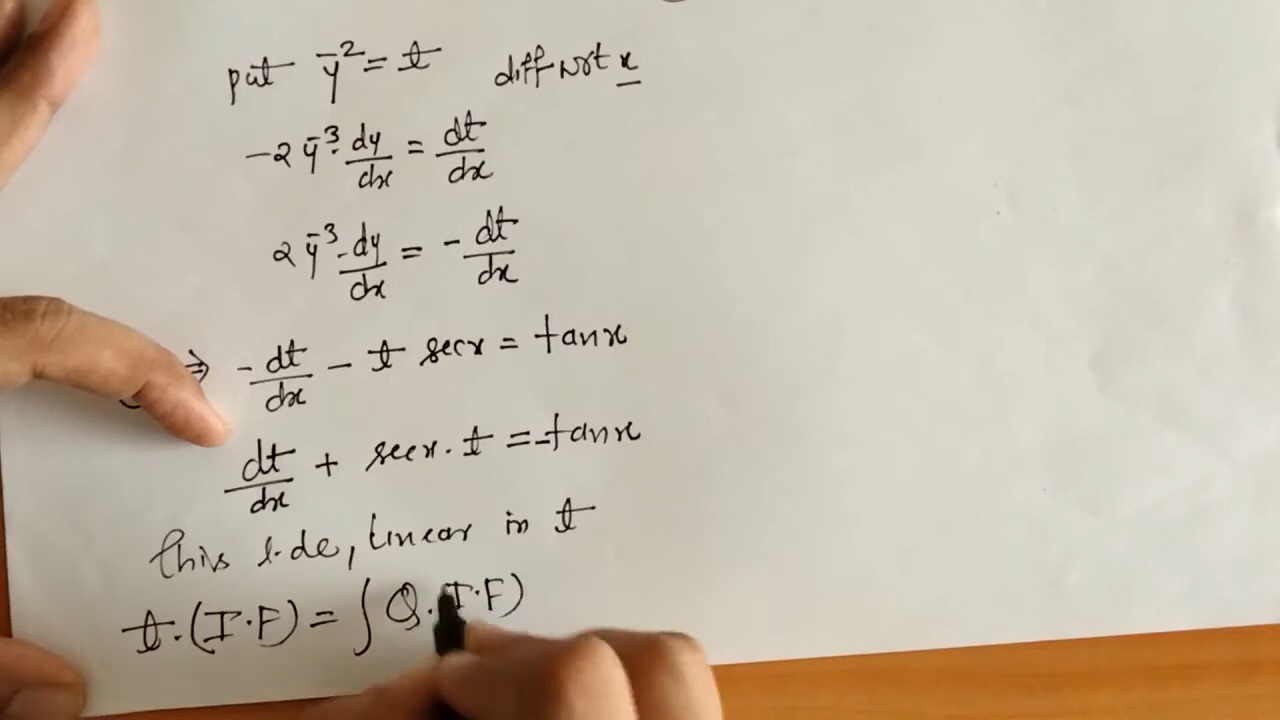 put y^-2 = t diff wrt x
-2 y^-3 . dy/dx = dt/dx
2 y^-3 . dy/dx = - dt/dx
⇒ - dt/dx - t secx = tanx
dt/dx + secx . t = -tanx
this l.de, linear in t
t.(I.F) = ∫ Q.(I.F)